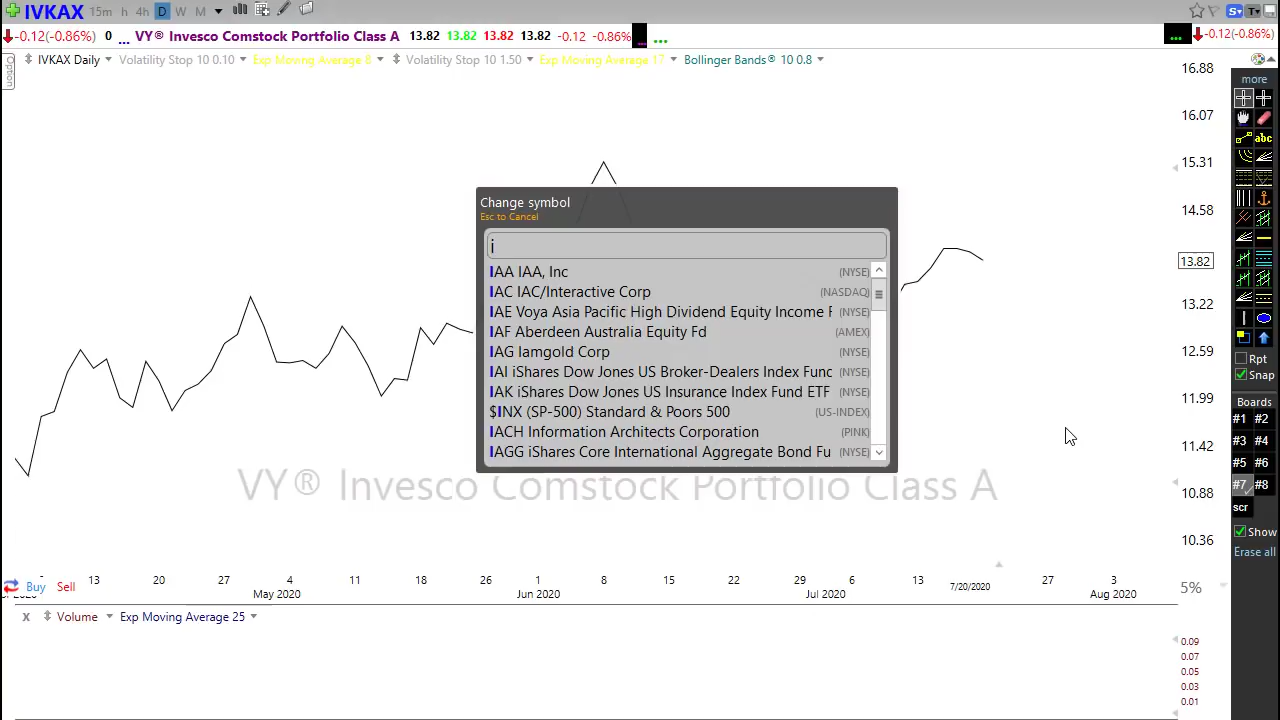 IVKAX 15m h 4h D W M S T
-0.12(-0.86%) 0 ... VY® Invesco Comstock Portfolio Class A 13.82 13.82 13.82 13.82 -0.12 -0.86% ... ... ... -0.12(-0.86%)
Option
IVKAX Daily Volatility Stop 10 0.10 Exp Moving Average 8 Volatility Stop 10 1.50 Exp Moving Average 17 Bollinger Bands® 10 0.8
16.88
more
16.07
abc
15.31
Change symbol
14.58
Esc to Cancel
i
13.82
IAA IAA, Inc (NYSE)
IAC IAC/Interactive Corp (NASDAQ)
13.22
IAE Voya Asia Pacific High Dividend Equity Income F (NYSE)
IAF Aberdeen Australia Equity Fd (AMEX)
IAG Iamgold Corp (NYSE)
12.59
Rpt
IAI iShares Dow Jones US Broker-Dealers Index Func (NYSE)
Snap
IAK iShares Dow Jones US Insurance Index Fund ETF (NYSE)
11.99
Boards
$INX (SP-500) Standard & Poors 500 (US-INDEX)
#1 #2
IACH Information Architects Corporation (PINK)
#3 #4
11.42
IAGG iShares Core International Aggregate Bond Fu (NYSE)
#5 #6
VY® Invesco Comstock Portfolio Class A
#7 #8
10.88
scr
Show
10.36
Erase all
Buy Sell
13 20 27 4 11 18 26 1 8 15 22 29 6 13 7/20/2020 27 3
5%
May 2020 Jun 2020 Jul 2020 Aug 2020
x Volume Exp Moving Average 25
0.09
0.07
0.05
0.03
0.01